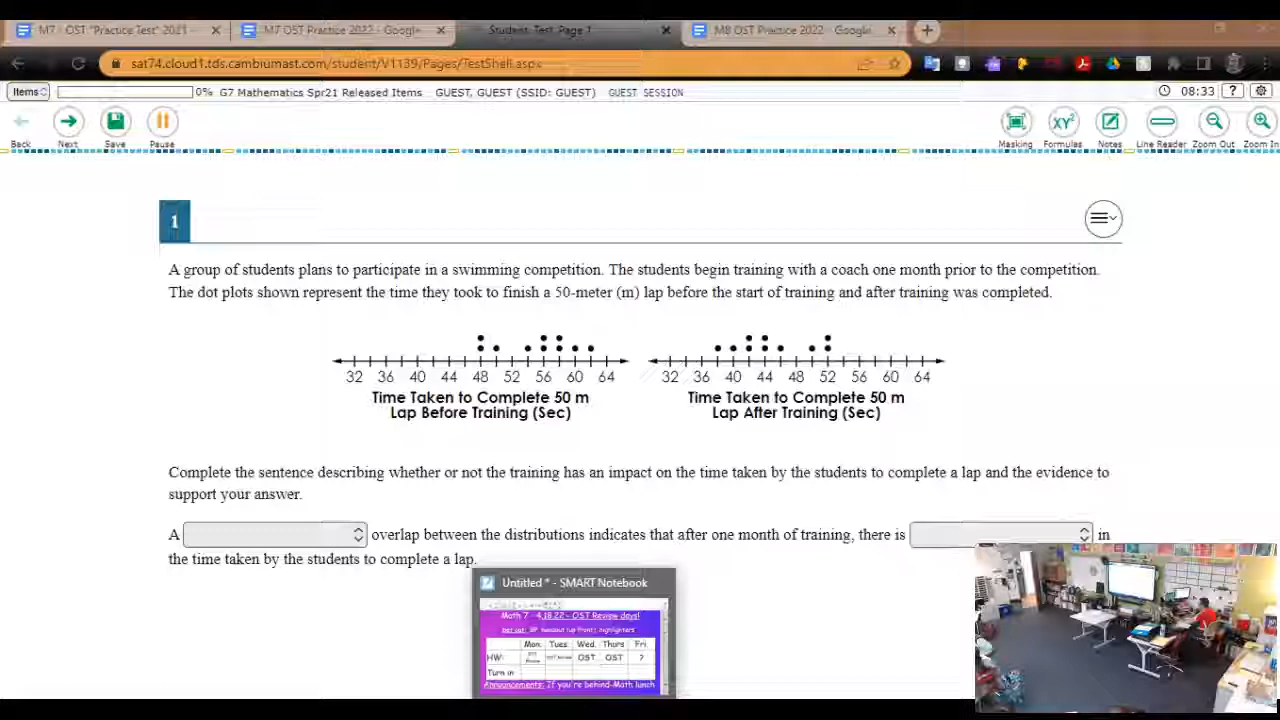 M7 - OST "Practice Test" 2021 -
M7 OST Practice 2022 - Google
Student: Test Page 1
M8 OST Practice 2022 - Google
sat74.cloud1.tds.cambiumast.com/student/V1139/Pages/TestShell.aspx
Items 0% G7 Mathematics Spr21 Released Items GUEST, GUEST (SSID: GUEST) GUEST SESSION 08:33 ?
XY²
Back Next Save Pause Masking Formulas Notes Line Reader Zoom Out Zoom In
1
A group of students plans to participate in a swimming competition. The students begin training with a coach one month prior to the competition.
The dot plots shown represent the time they took to finish a 50-meter (m) lap before the start of training and after training was completed.
32 36 40 44 48 52 56 60 64 32 36 40 44 48 52 56 60 64
Time Taken to Complete 50 m
Lap Before Training (Sec)
Time Taken to Complete 50 m
Lap After Training (Sec)
Complete the sentence describing whether or not the training has an impact on the time taken by the students to complete a lap and the evidence to
support your answer.
A overlap between the distributions indicates that after one month of training, there is in
the time taken by the students to complete a lap.
Untitled * - SMART Notebook
Math 7 - 4.18.22 - OST Review days!
handout (up front) highlighters
Mon. Tues. Wed. Thurs Fri.
HW: OST OST ?
Turn in
Announcements: If you're behind-Math lunch